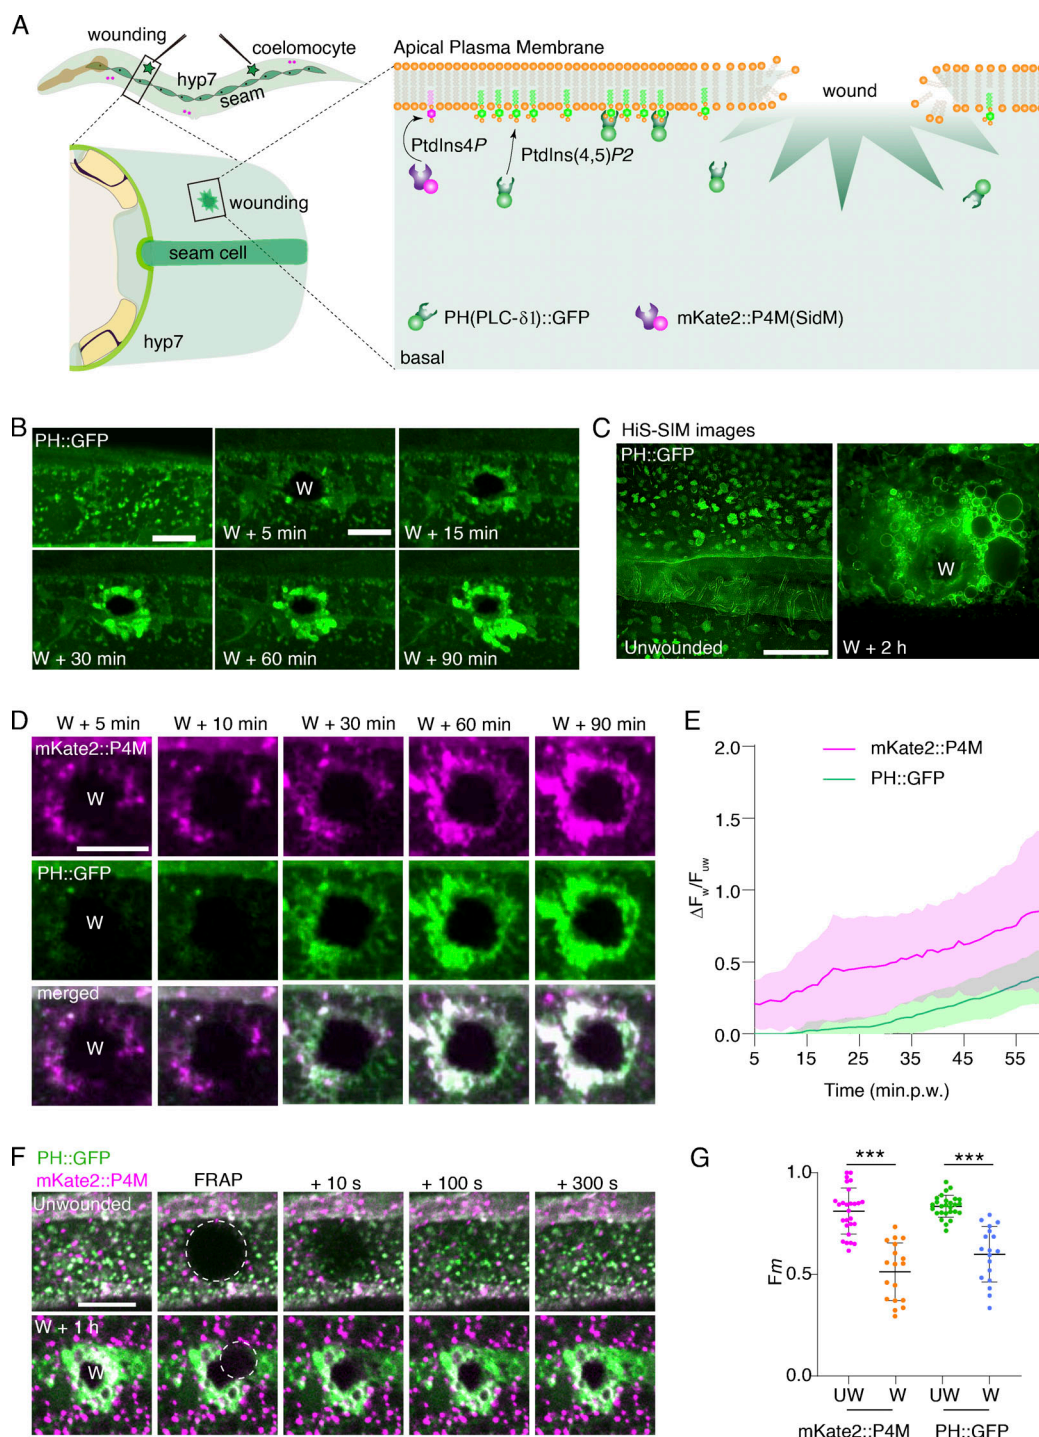 A
wounding
coelomocyte
hyp7
seam
Apical Plasma Membrane
wound
PtdIns4P
PtdIns(4,5)P2
wounding
seam cell
hyp7
PH(PLC-δ1)::GFP
mKate2::P4M(SidM)
basal
B
PH::GFP
W
W + 5 min
W + 15 min
W + 30 min
W + 60 min
W + 90 min
C
HiS-SIM images
PH::GFP
Unwounded
W
W + 2 h
D
W + 5 min
W + 10 min
W + 30 min
W + 60 min
W + 90 min
mKate2::P4M
W
PH::GFP
W
merged
W
E
2.0
1.5
1.0
0.5
0.0
ΔFw/Fuw
mKate2::P4M
PH::GFP
5 15 25 35 45 55
Time (min.p.w.)
F
PH::GFP
mKate2::P4M
Unwounded
FRAP
+ 10 s
+ 100 s
+ 300 s
W + 1 h
W
G
*** ***
1.0
0.5
0.0
Fm
UW W UW W
mKate2::P4M PH::GFP